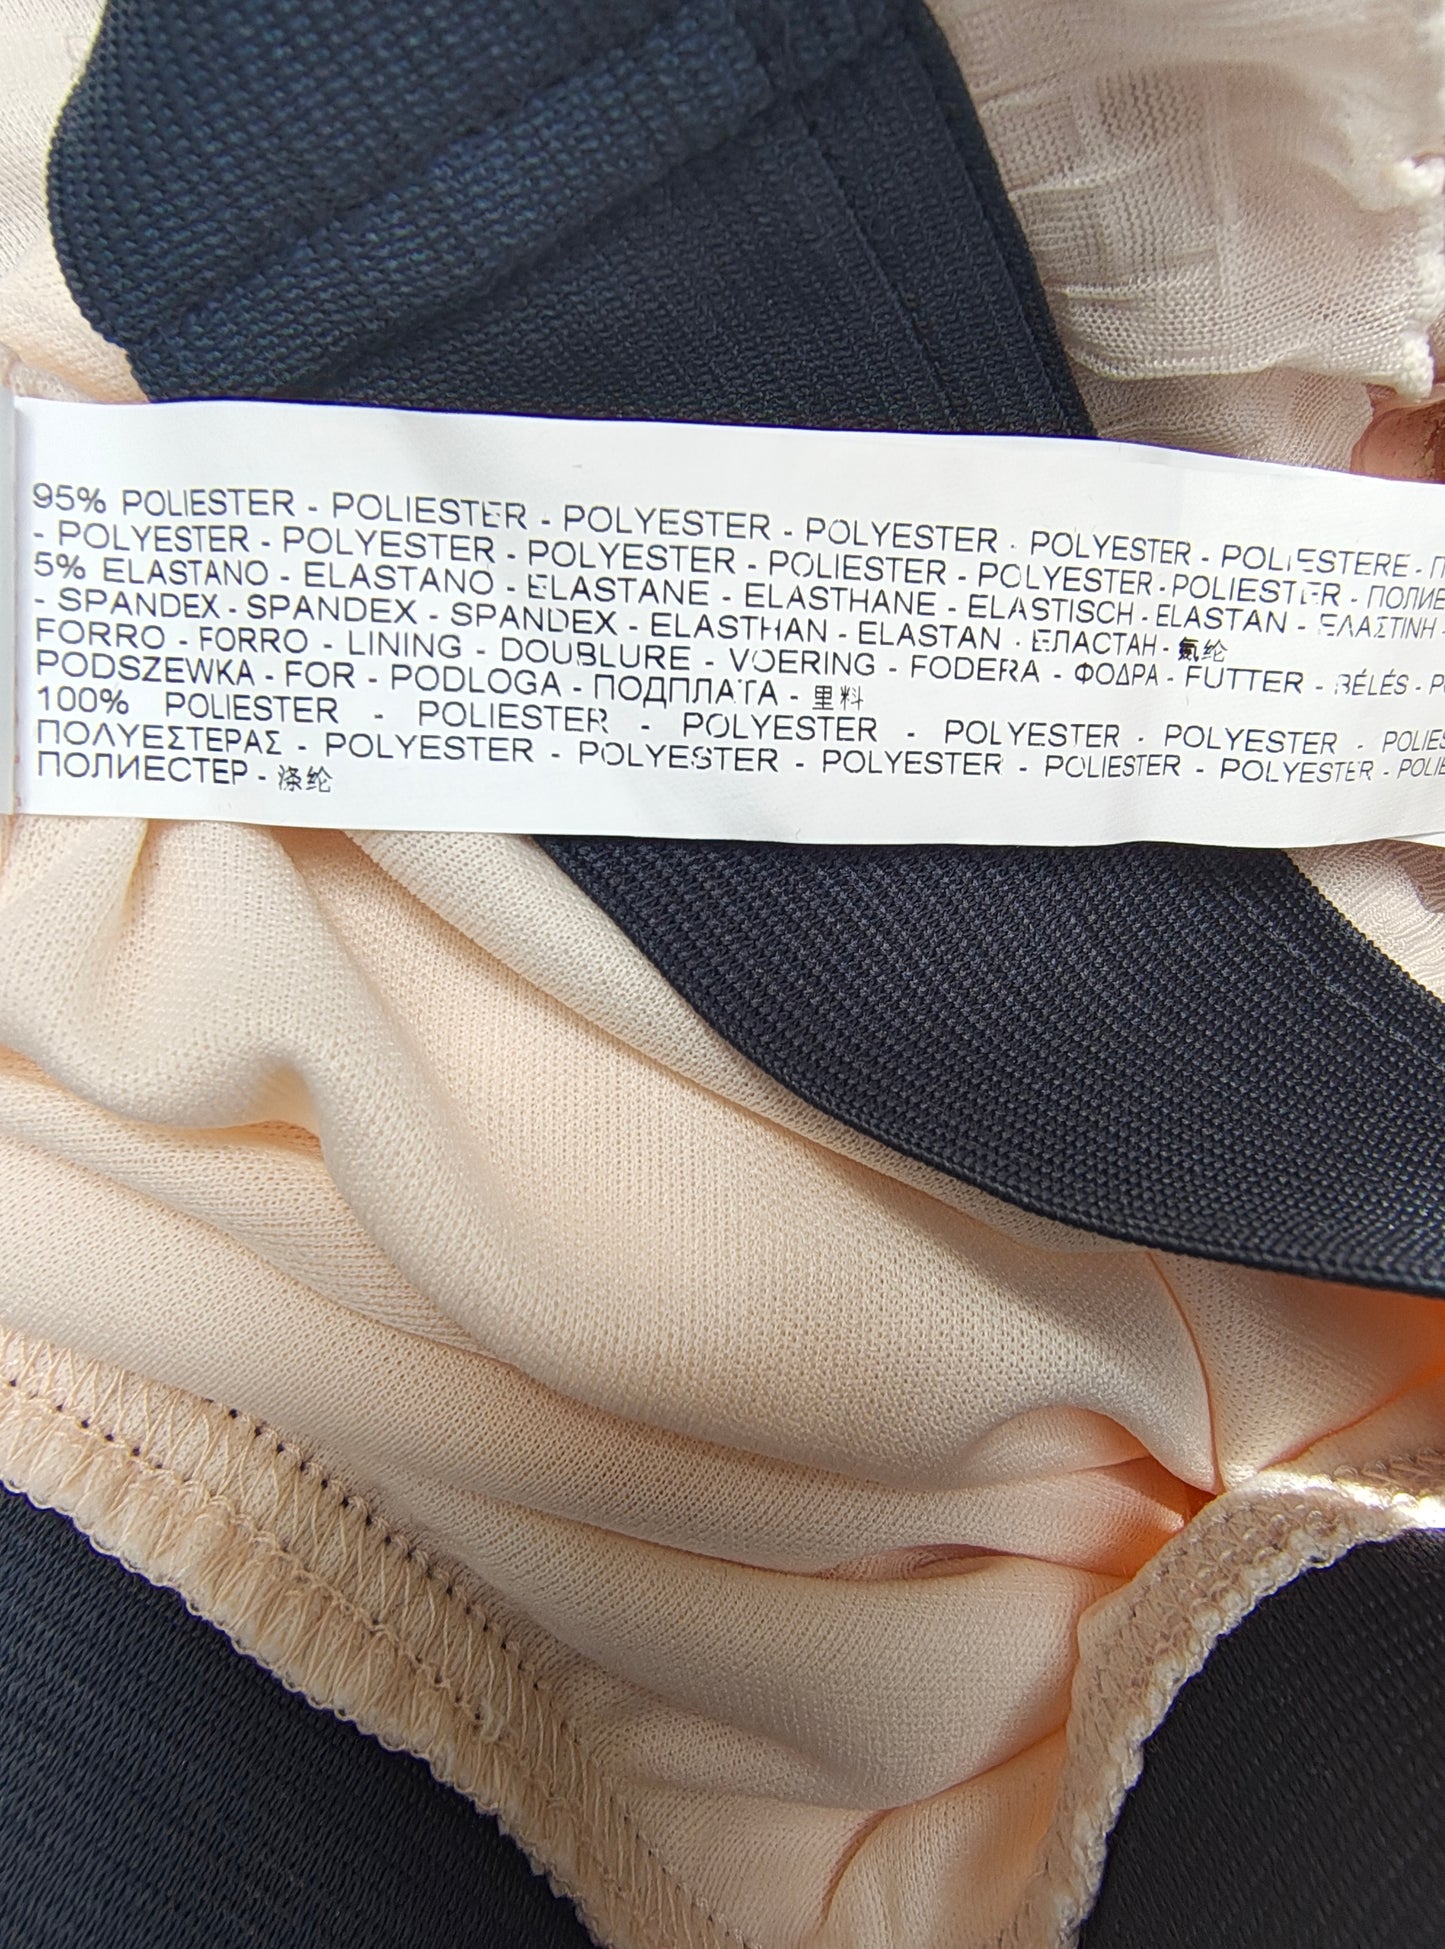 95% POLIESTER - POLIESTER - POLYESTER - POLYESTER - POLYESTER - POLIESTERE -
- POLYESTER - POLYESTER - POLYESTER - POLIESTER - POLYESTER - POLIESTER -
5% ELASTANO - ELASTANO - ELASTANE - ELASTHANE - ELASTISCH - ELASTAN - ΕΛΑΣΤΙΝΗ -
- SPANDEX - SPANDEX - SPANDEX - ELASTHAN - ELASTAN - ЕПАСТАН - 氨纶
FORRO - FORRO - LINING - DOUBLURE - VOERING - FODERA - ΦΟΔΡΑ - FUTTER - BÉLÉS -
PODSZEWKA - FOR - PODLOGA - ПОДПЛАТА - 里料
100% POLIESTER - POLIESTER - POLYESTER - POLYESTER - POLYESTER -
ΠΟΛΥΕΣΤΕΡΑΣ - POLYESTER - POLYESTER - POLYESTER - POLIESTER - POLYESTER -
ПОЛИЕСТЕР - 涤纶